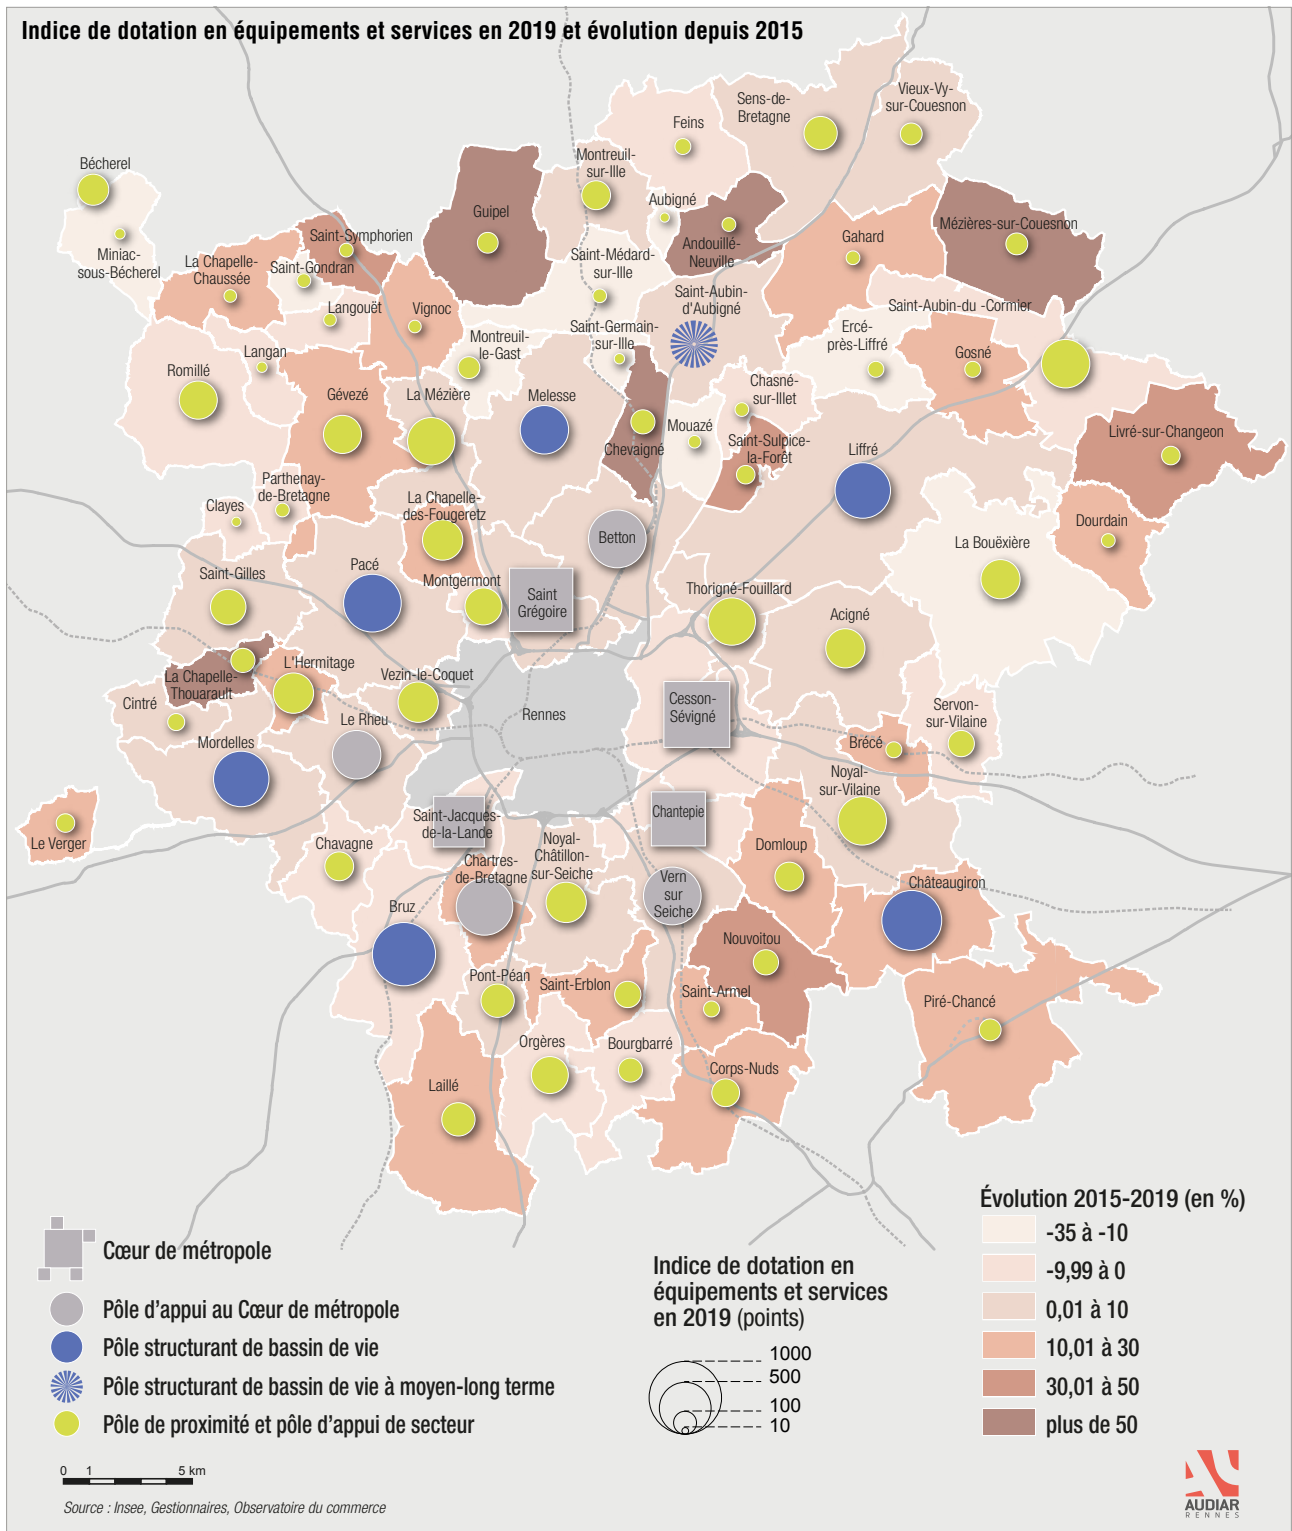 Indice de dotation en équipements et services en 2019 et évolution depuis 2015
Vieux-Vy-
sur-Couesnon
Sens-de-
Bretagne
Feins
Montreuil-
sur-Ille
Bécherel
Aubigné
Guipel
Mézières-sur-Couesnon
Saint-Symphorien
Gahard
Andouillé-
Neuville
Miniac-
sous-Bécherel
La Chapelle-
Chaussée
Saint-Gondran
Saint-Médard-
sur-Ille
Saint-Aubin-
d'Aubigné
Saint-Aubin-du -Cormier
Langouët
Vignoc
Saint-Germain-
sur-Ille
Ercé-
près-Liffré
Montreuil-
le-Gast
Gosné
Langan
Romillé
Chasné-
sur-Illet
Gévezé
La Mézière
Melesse
Mouazé
Livré-sur-Changeon
Saint-Sulpice-
la-Forêt
Chevaigné
Liffré
Parthenay-
de-Bretagne
Clayes
La Chapelle-
des-Fougeretz
Dourdain
Betton
La Bouëxière
Pacé
Saint-Gilles
Montgermont
Saint
Grégoire
Thorigné-Fouillard
Acigné
L'Hermitage
La Chapelle-
Thouarault
Vezin-le-Coquet
Cintré
Le Rheu
Rennes
Cesson-
Sévigné
Servon-
sur-Vilaine
Mordelles
Brécé
Noyal-
sur-Vilaine
Saint-Jacques-
de-la-Lande
Chantepie
Le Verger
Chavagne
Noyal-
Châtillon-
sur-Seiche
Domloup
Chartres-
de-Bretagne
Vern
sur
Seiche
Châteaugiron
Bruz
Nouvoitou
Pont-Péan
Saint-Erblon
Saint-Armel
Piré-Chancé
Orgères
Bourgbarré
Corps-Nuds
Laillé
Cœur de métropole
Pôle d'appui au Cœur de métropole
Pôle structurant de bassin de vie
Pôle structurant de bassin de vie à moyen-long terme
Pôle de proximité et pôle d'appui de secteur
0 1 5 km
Source : Insee, Gestionnaires, Observatoire du commerce
Indice de dotation en
équipements et services
en 2019 (points)
1000
500
100
10
Évolution 2015-2019 (en %)
-35 à -10
-9,99 à 0
0,01 à 10
10,01 à 30
30,01 à 50
plus de 50
AUDIAR
RENNES